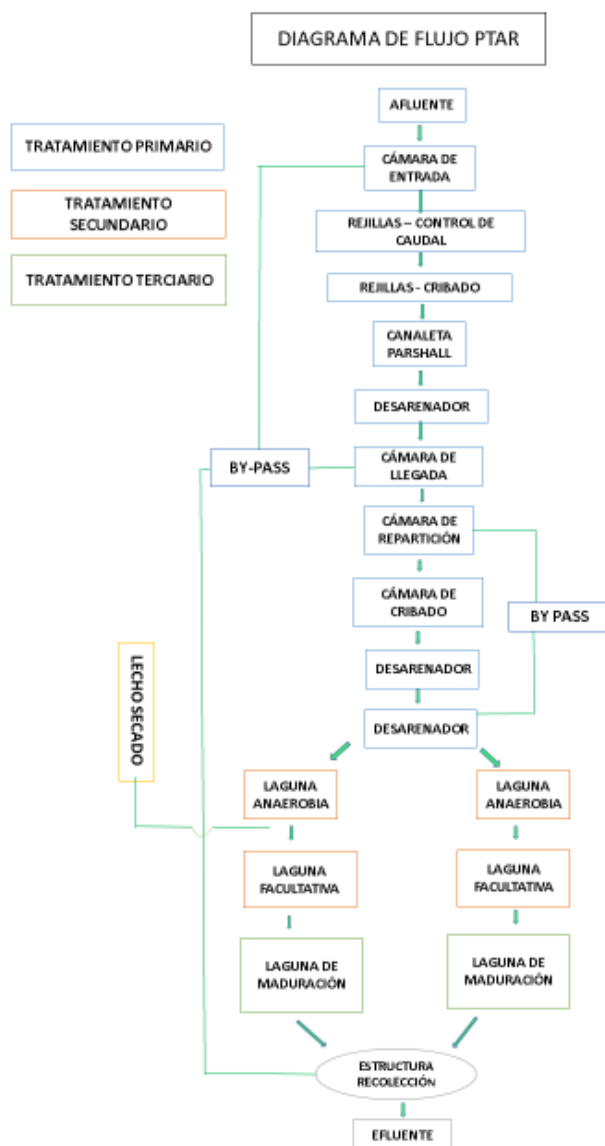 DIAGRAMA DE FLUJO PTAR
AFLUENTE
TRATAMIENTO PRIMARIO
CÁMARA DE
ENTRADA
TRATAMIENTO
SECUNDARIO
REJILLAS – CONTROL DE
CAUDAL
TRATAMIENTO TERCIARIO
REJILLAS - CRIBADO
CANALETA
PARSHALL
DESARENADOR
BY-PASS
CÁMARA DE
LLEGADA
CÁMARA DE
REPARTICIÓN
CÁMARA DE
CRIBADO
BY PASS
LECHO SECADO
DESARENADOR
DESARENADOR
LAGUNA
ANAEROBIA
LAGUNA
ANAEROBIA
LAGUNA
FACULTATIVA
LAGUNA
FACULTATIVA
LAGUNA DE
MADURACIÓN
LAGUNA DE
MADURACIÓN
ESTRUCTURA
RECOLECCIÓN
EFLUENTE